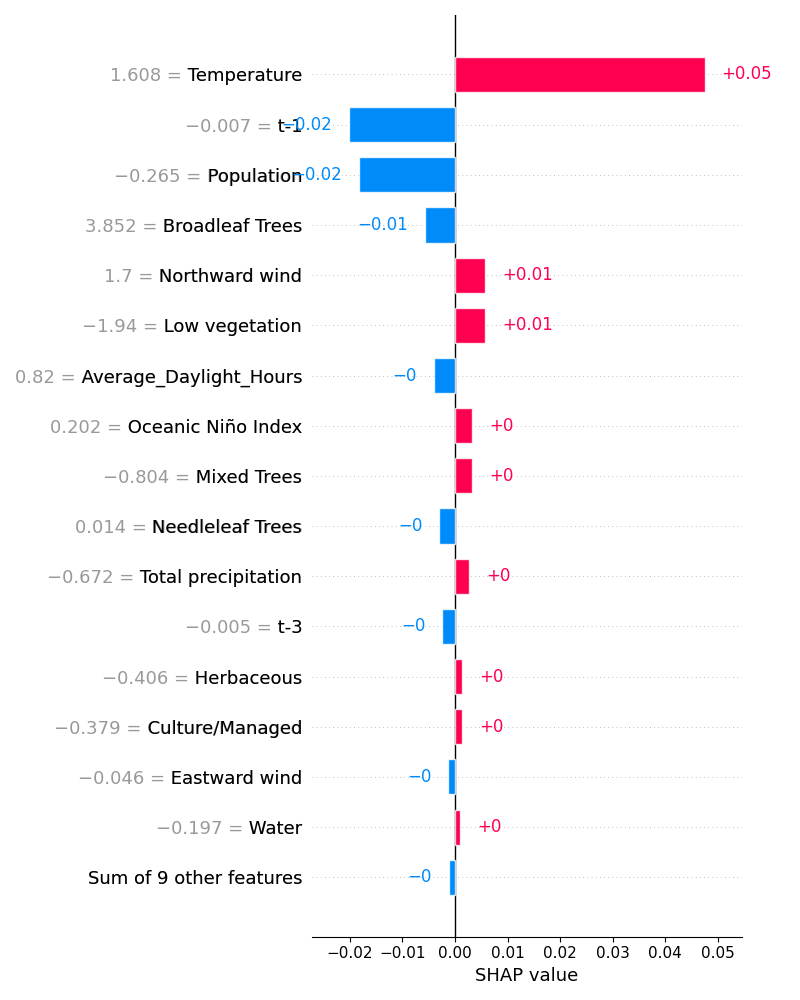 1.608 = Temperature +0.05
−0.007 = t-1 −0.02
−0.265 = Population −0.02
3.852 = Broadleaf Trees −0.01
1.7 = Northward wind +0.01
−1.94 = Low vegetation +0.01
0.82 = Average_Daylight_Hours −0
0.202 = Oceanic Niño Index +0
−0.804 = Mixed Trees +0
0.014 = Needleleaf Trees −0
−0.672 = Total precipitation +0
−0.005 = t-3 −0
−0.406 = Herbaceous +0
−0.379 = Culture/Managed +0
−0.046 = Eastward wind −0
−0.197 = Water +0
Sum of 9 other features −0
−0.02 −0.01 0.00 0.01 0.02 0.03 0.04 0.05
SHAP value